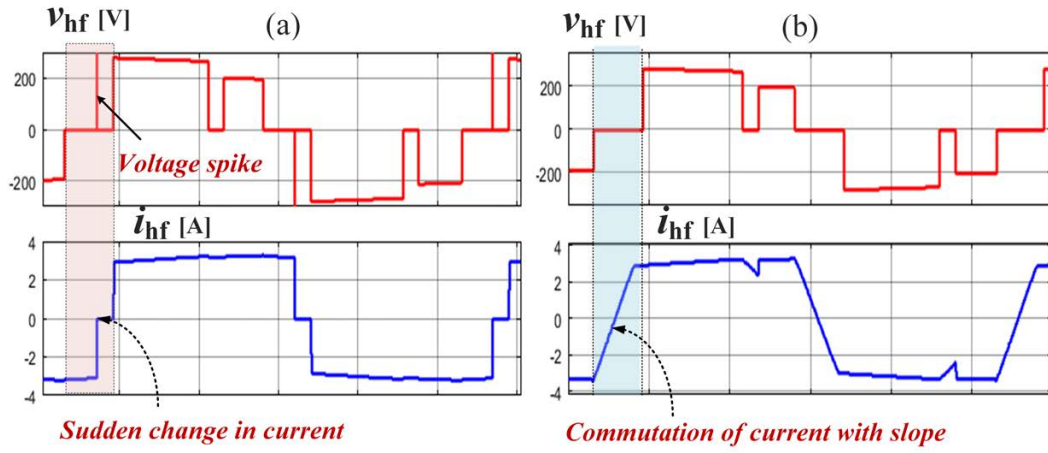 v_hf [V] (a)
200
0
-200
Voltage spike
i_hf [A]
4
2
0
-2
-4
Sudden change in current
v_hf [V] (b)
200
0
-200
i_hf [A]
4
2
0
-2
-4
Commutation of current with slope